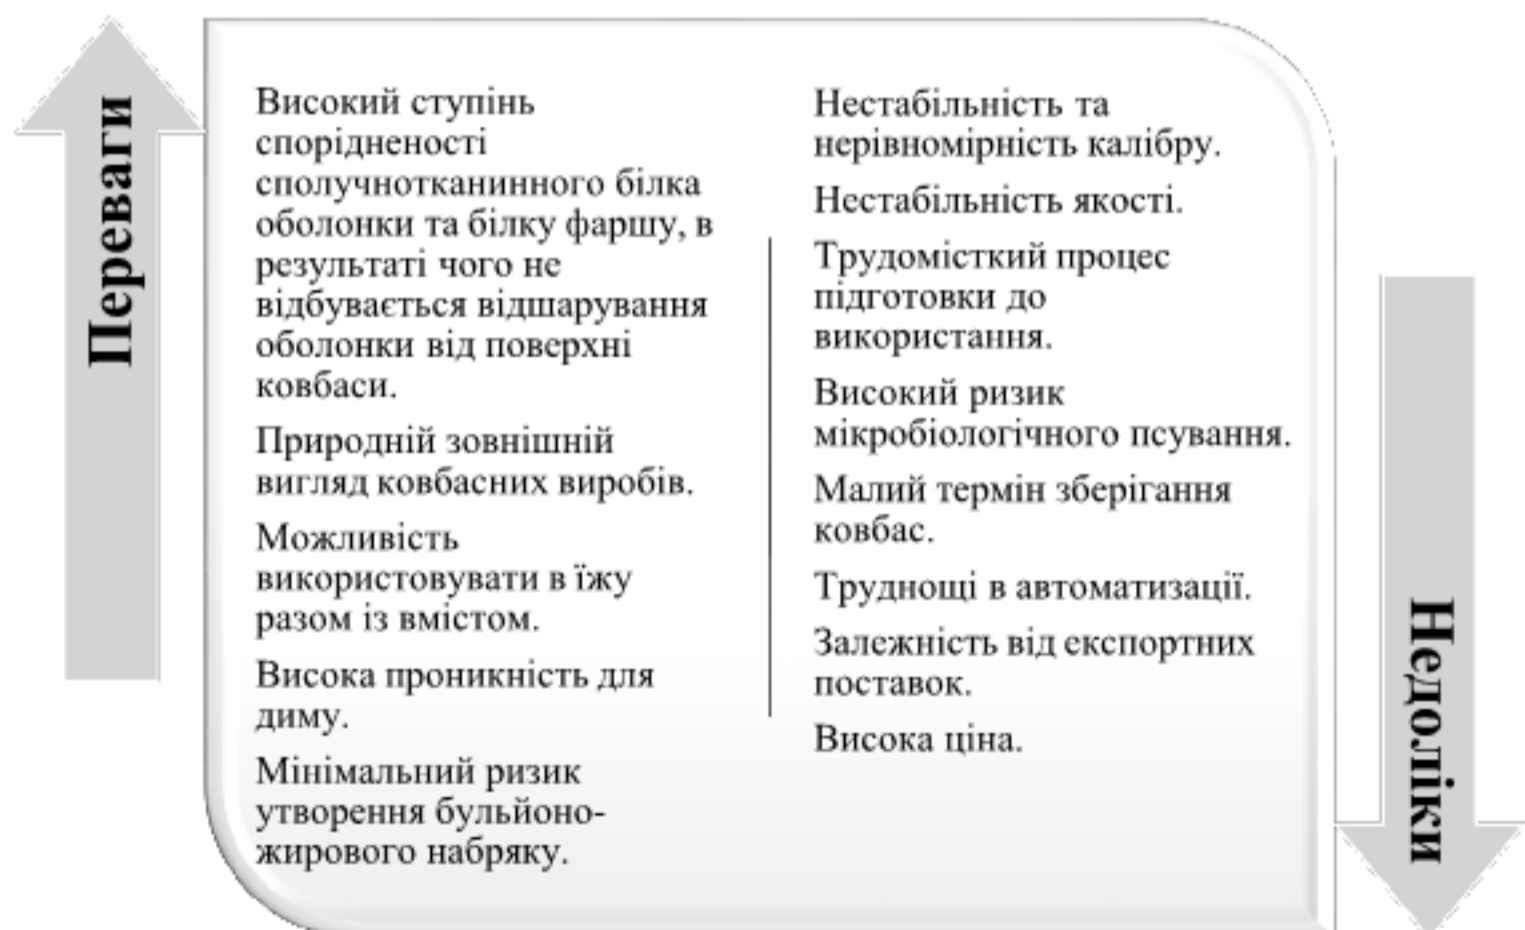 Переваги
Високий ступінь
спорідненості
сполучнотканинного білка
оболонки та білку фаршу, в
результаті чого не
відбувається відшарування
оболонки від поверхні
ковбаси.
Природній зовнішній
вигляд ковбасних виробів.
Можливість
використовувати в їжу
разом із вмістом.
Висока проникність для
диму.
Мінімальний ризик
утворення бульйоно-
жирового набряку.
Нестабільність та
нерівномірність калібру.
Нестабільність якості.
Трудомісткий процес
підготовки до
використання.
Високий ризик
мікробіологічного псування.
Малий термін зберігання
ковбас.
Труднощі в автоматизації.
Залежність від експортних
поставок.
Висока ціна.
Недоліки